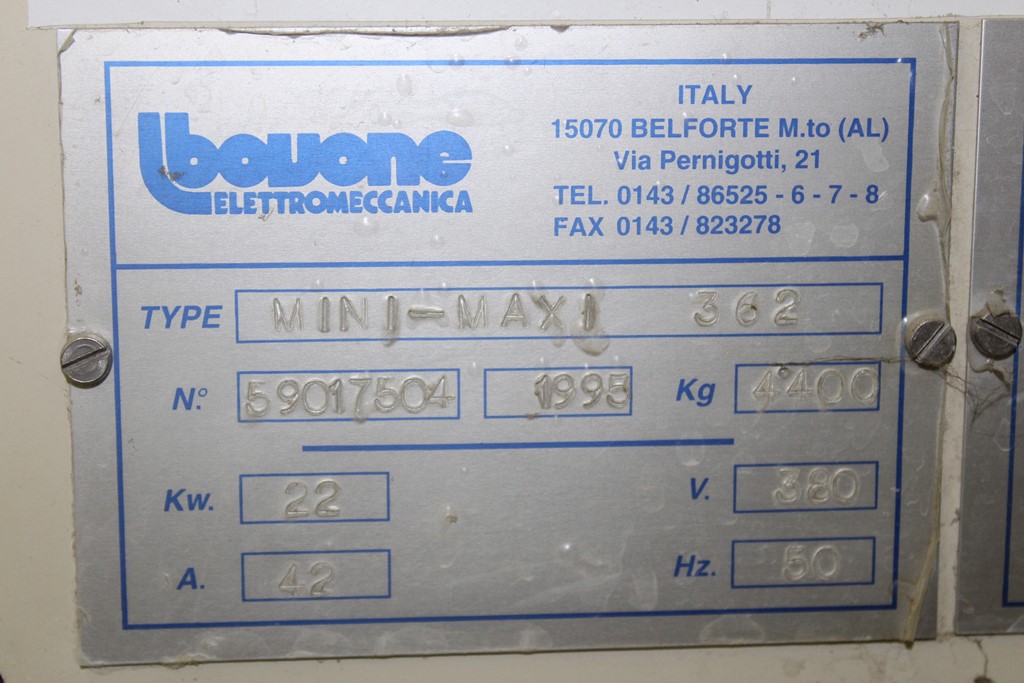 bovone
ELETTROMECCANICA
ITALY
15070 BELFORTE M.to (AL)
Via Pernigotti, 21
TEL. 0143 / 86525 - 6 - 7 - 8
FAX 0143 / 823278
TYPE MINI-MAXI 362
N.º 59017504 1995 Kg 4400
Kw. 22 V. 380
A. 42 Hz. 50